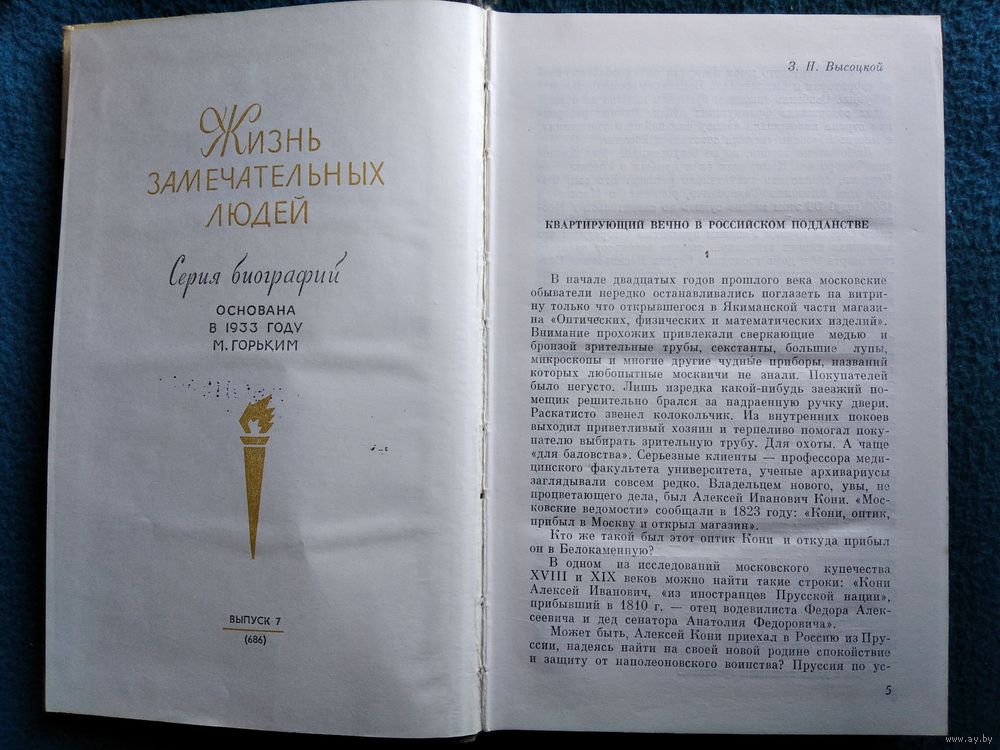 Жизнь
ЗАМЕЧАТЕЛЬНЫХ
ЛЮДЕЙ
Серия биографий
ОСНОВАНА
В 1933 ГОДУ
М. ГОРЬКИМ
ВЫПУСК 7
(686)
З. Н. Высоцкой
КВАРТИРУЮЩИЙ ВЕЧНО В РОССИЙСКОМ ПОДДАНСТВЕ
1
В начале двадцатых годов прошлого века московские
обыватели нередко останавливались поглазеть на витри-
ну только что открывшегося в Якиманской части магази-
на «Оптических, физических и математических изделий».
Внимание прохожих привлекали сверкающие медью и
бронзой зрительные трубы, секстанты, большие лупы,
микроскопы и многие другие чудны́е приборы, названий
которых любопытные москвичи не знали. Покупателей
было негусто. Лишь изредка какой-нибудь заезжий по-
мещик решительно брался за надраенную ручку двери.
Раскатисто звенел колокольчик. Из внутренних покоев
выходил приветливый хозяин и терпеливо помогал поку-
пателю выбирать зрительную трубу. Для охоты. А чаще
«для баловства». Серьезные клиенты — профессора меди-
цинского факультета университета, ученые архивариусы
заглядывали совсем редко. Владельцем нового, увы, не
процветающего дела, был Алексей Иванович Кони. «Мос-
ковские ведомости» сообщали в 1823 году: «Кони, оптик,
прибыл в Москву и открыл магазин».
Кто же такой был этот оптик Кони и откуда прибыл
он в Белокаменную?
В одном из исследований московского купечества
XVIII и XIX веков можно найти такие строки: «Кони
Алексей Иванович, «из иностранцев Прусской нации»,
прибывший в 1810 г. — отец водевилиста Федора Алек-
сеевича и дед сенатора Анатолия Федоровича».
Может быть, Алексей Кони приехал в Россию из Пру-
ссии, надеясь найти на своей новой родине спокойствие
и защиту от наполеоновского воинства? Пруссия по ус-
5
www.ay.by